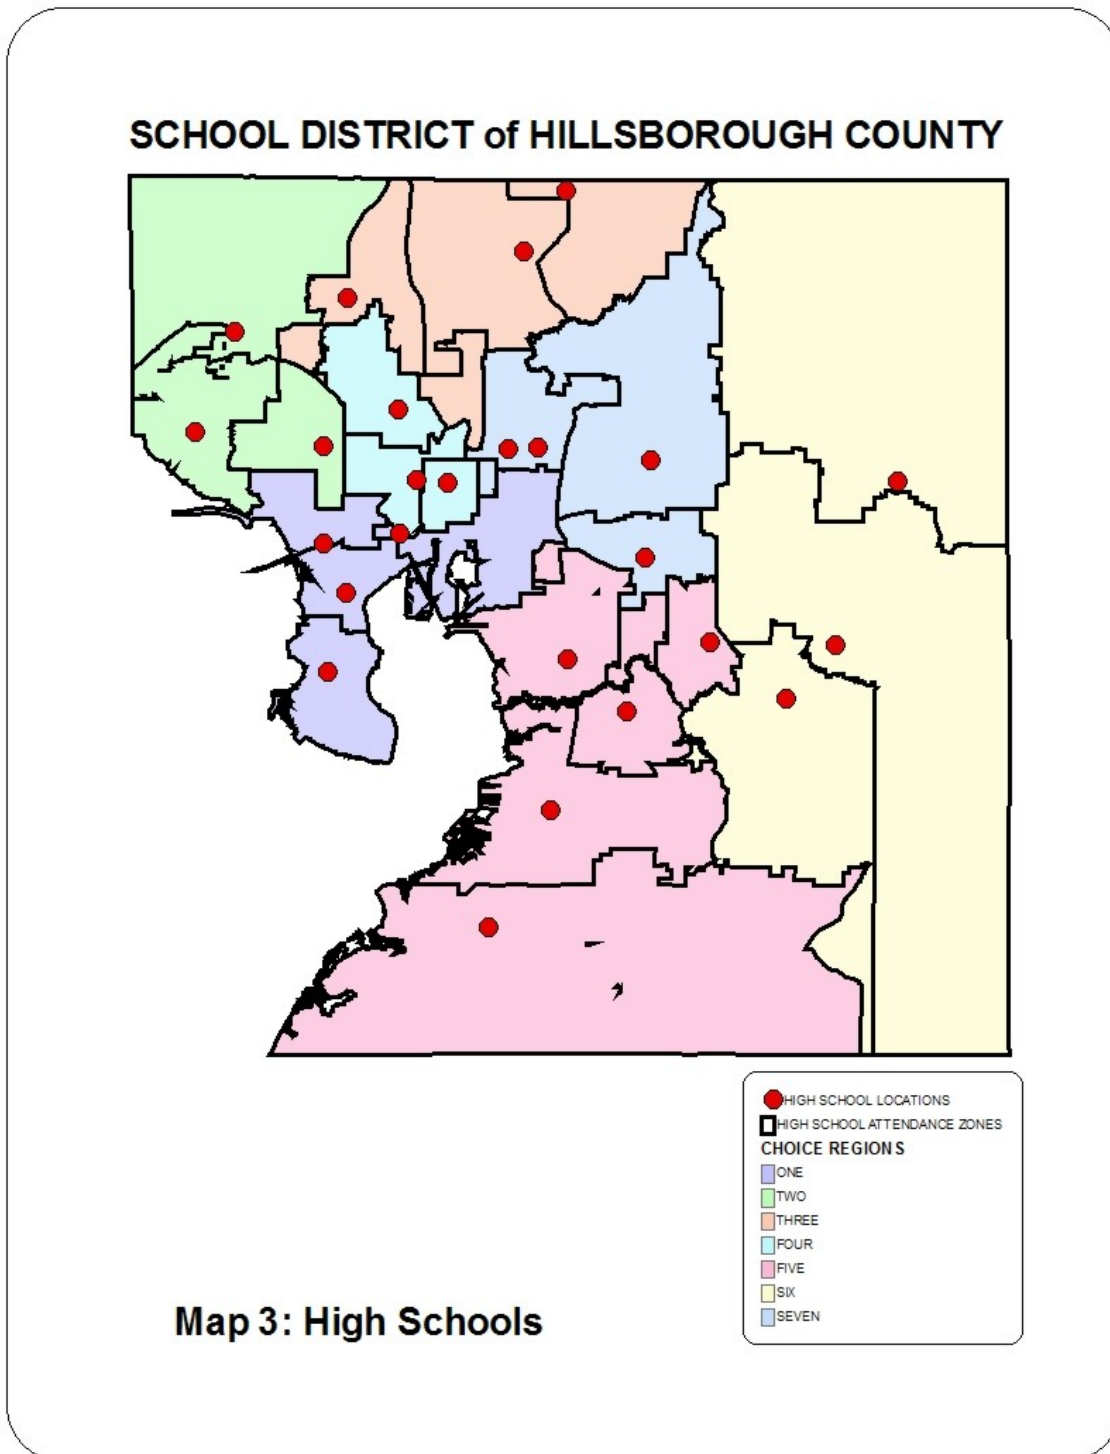 SCHOOL DISTRICT of HILLSBOROUGH COUNTY
HIGH SCHOOL LOCATIONS
HIGH SCHOOL ATTENDANCE ZONES
CHOICE REGIONS
ONE
TWO
THREE
FOUR
FIVE
SIX
SEVEN
Map 3: High Schools